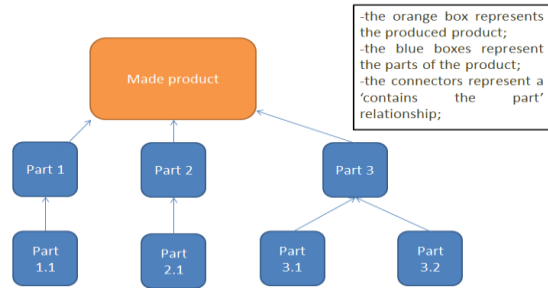 -the orange box represents
the produced product;
-the blue boxes represent
the parts of the product;
-the connectors represent a
‘contains the part’
relationship;
Made product
Part 1
Part 2
Part 3
Part
1.1
Part
2.1
Part
3.1
Part
3.2